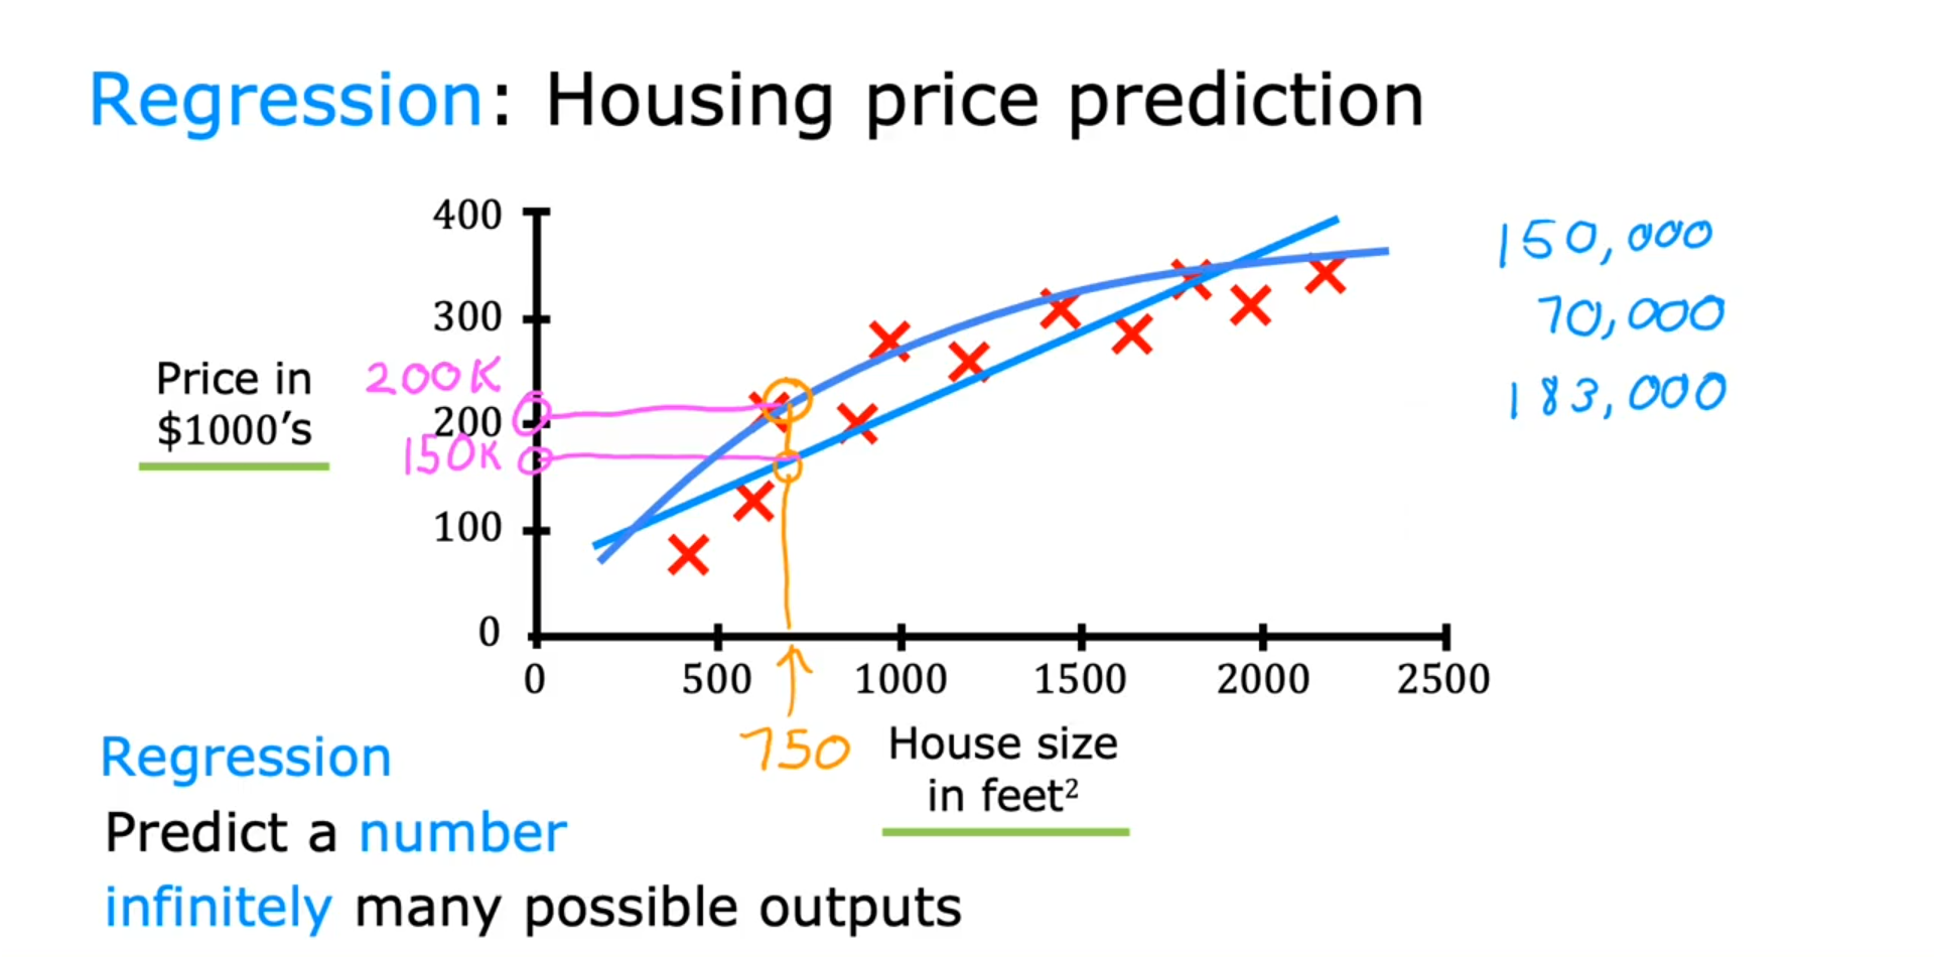 Regression: Housing price prediction
400
300
200
100
0
Price in
$1000's
200K
150K
0
500
1000
1500
2000
2500
750
House size
in feet²
150,000
70,000
183,000
Regression
Predict a number
infinitely many possible outputs